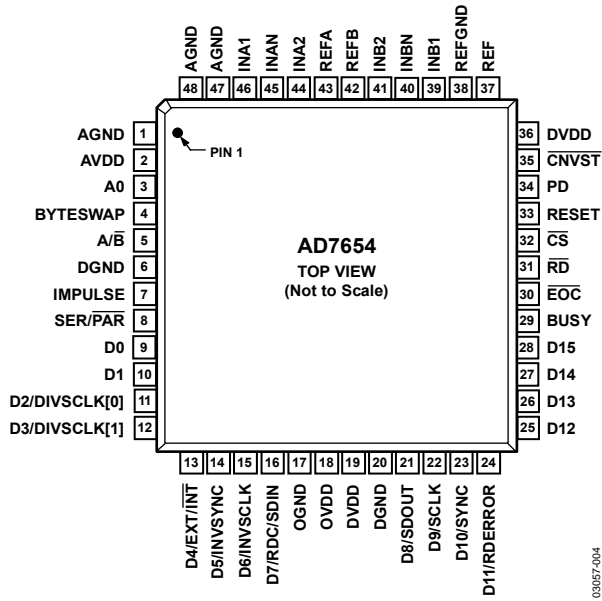 AGND
AGND
INA1
INAN
INA2
REFA
REFB
INB2
INBN
INB1
REFGND
REF
48 47 46 45 44 43 42 41 40 39 38 37
AGND 1
AVDD 2
A0 3
BYTESWAP 4
A/B̅ 5
DGND 6
IMPULSE 7
SER/P̅A̅R̅ 8
D0 9
D1 10
D2/DIVSCLK[0] 11
D3/DIVSCLK[1] 12
PIN 1
AD7654
TOP VIEW
(Not to Scale)
36 DVDD
35 C̅N̅V̅S̅T̅
34 PD
33 RESET
32 C̅S̅
31 R̅D̅
30 E̅O̅C̅
29 BUSY
28 D15
27 D14
26 D13
25 D12
13 14 15 16 17 18 19 20 21 22 23 24
D4/EXT/I̅N̅T̅
D5/INVSYNC
D6/INVSCLK
D7/RDC/SDIN
OGND
OVDD
DVDD
DGND
D8/SDOUT
D9/SCLK
D10/SYNC
D11/RDERROR
03057-004